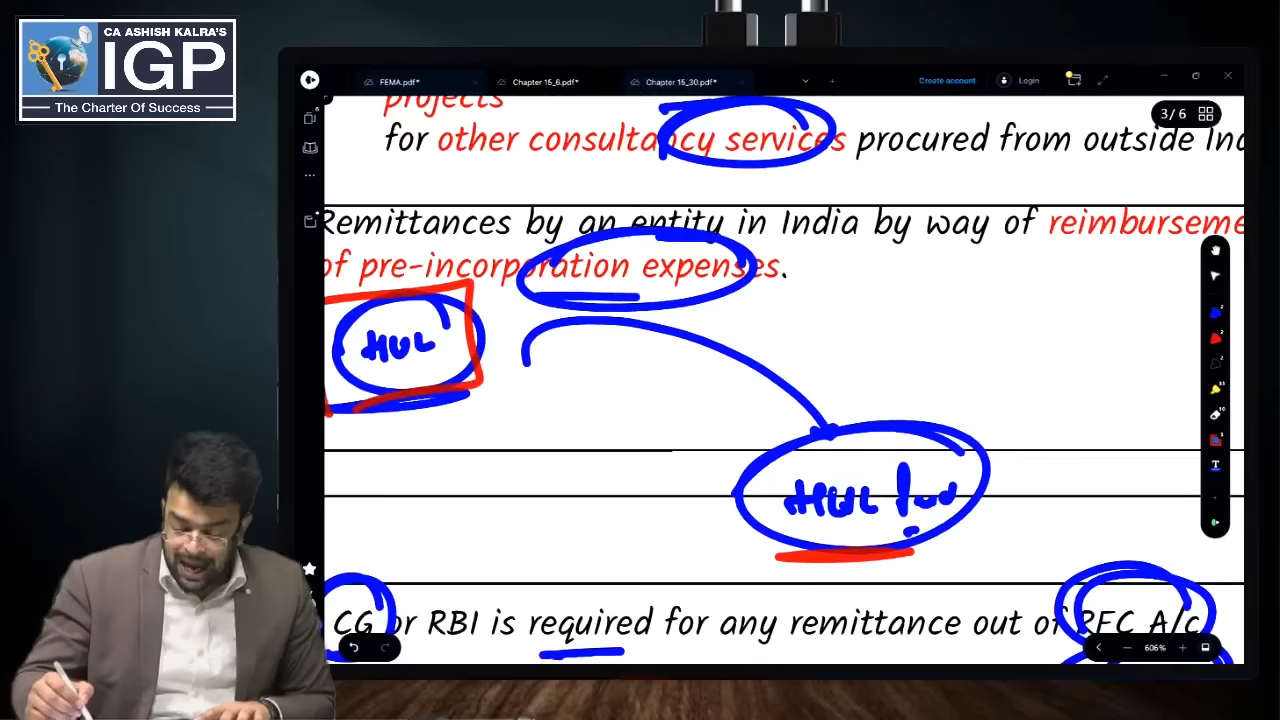 CA ASHISH KALRA'S
IGP
The Charter Of Success
FEMA.pdf*
Chapter 15_6.pdf*
Chapter 15_30.pdf*
Create account
Login
projects
3/6
for other consultancy services procured from outside Ind
Remittances by an entity in India by way of reimburseme
of pre-incorporation expenses.
HUL
HUL
CG or RBI is required for any remittance out of RFC A/c
606%